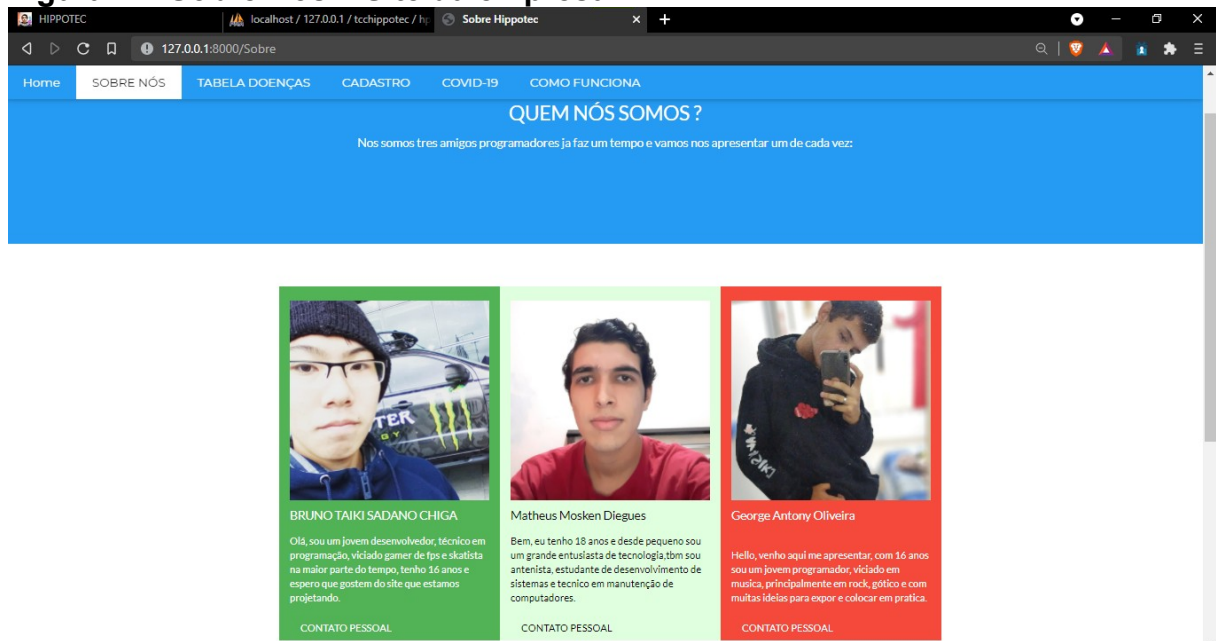 HIPPOTEC
localhost / 127.0.0.1 / tcchippotec / hp
Sobre Hippotec
127.0.0.1:8000/Sobre
Home SOBRE NÓS TABELA DOENÇAS CADASTRO COVID-19 COMO FUNCIONA
QUEM NÓS SOMOS ?
Nos somos tres amigos programadores ja faz um tempo e vamos nos apresentar um de cada vez:
BRUNO TAIKI SADANO CHIGA
Olá, sou um jovem desenvolvedor, técnico em
programação, viciado gamer de fps e skatista
na maior parte do tempo, tenho 16 anos e
espero que gostem do site que estamos
projetando.
CONTATO PESSOAL
Matheus Mosken Diegues
Bem, eu tenho 18 anos e desde pequeno sou
um grande entusiasta de tecnologia,tbm sou
antenista, estudante de desenvolvimento de
sistemas e tecnico em manutenção de
computadores.
CONTATO PESSOAL
George Antony Oliveira
Hello, venho aqui me apresentar, com 16 anos
sou um jovem programador, viciado em
musica, principalmente em rock, gótico e com
muitas ideias para expor e colocar em pratica.
CONTATO PESSOAL